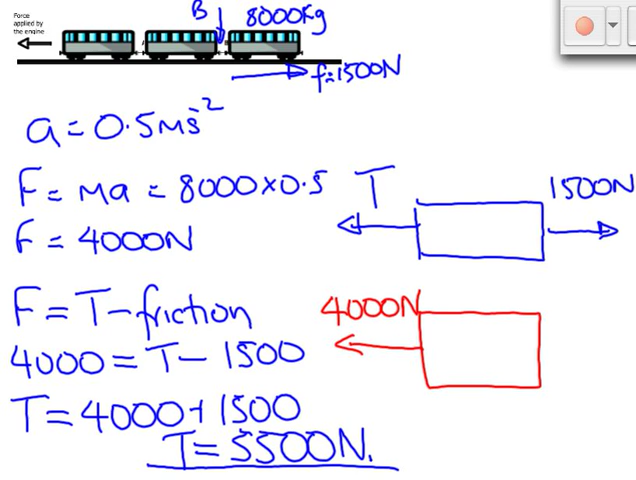 Force
applied by
the engine
B 8000Kg
f=1500N
a = 0.5ms⁻²
F = ma = 8000×0.5
F = 4000N
T 1500N
F = T - friction
4000N
4000 = T - 1500
T = 4000 + 1500
T = 5500N.